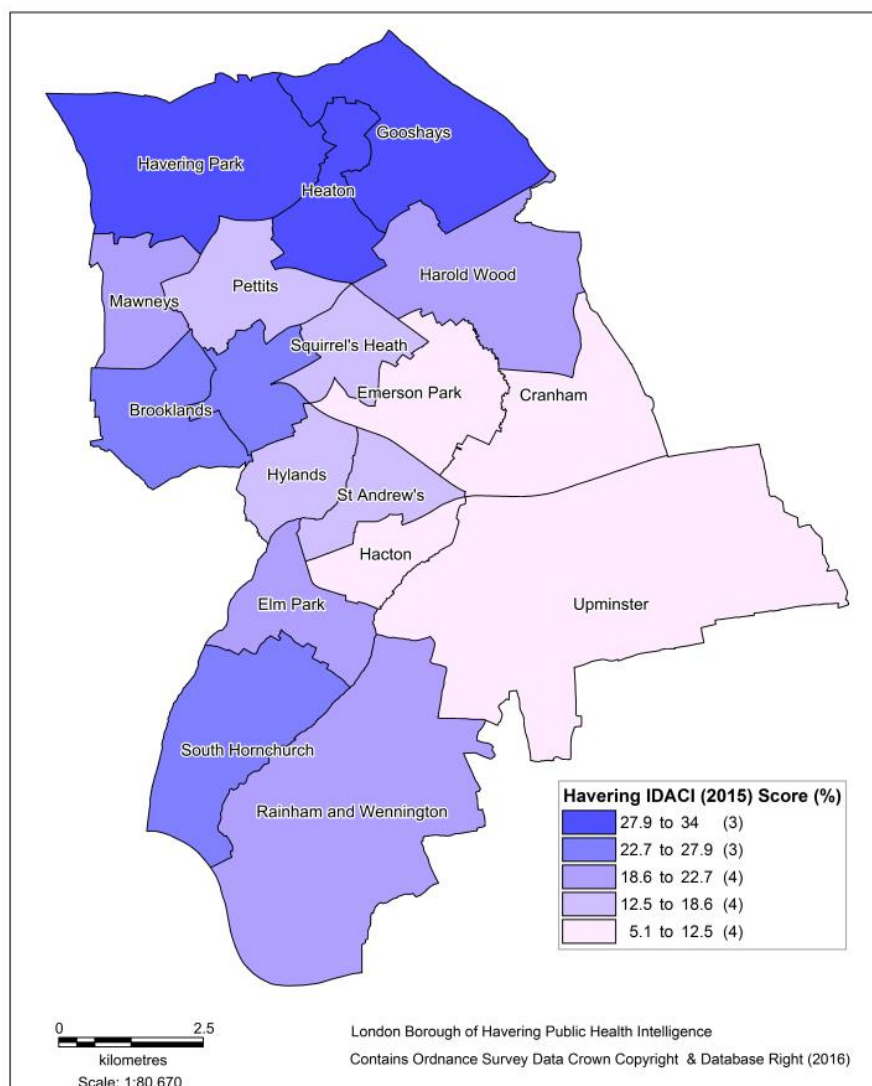 Gooshays
Havering Park
Heaton
Harold Wood
Pettits
Mawneys
Squirrel's Heath
Emerson Park
Cranham
Brooklands
Hylands
St Andrew's
Hacton
Elm Park
Upminster
South Hornchurch
Rainham and Wennington
Havering IDACI (2015) Score (%)
27.9 to 34 (3)
22.7 to 27.9 (3)
18.6 to 22.7 (4)
12.5 to 18.6 (4)
5.1 to 12.5 (4)
0 2.5
kilometres
Scale: 1:80,670
London Borough of Havering Public Health Intelligence
Contains Ordnance Survey Data Crown Copyright & Database Right (2016)